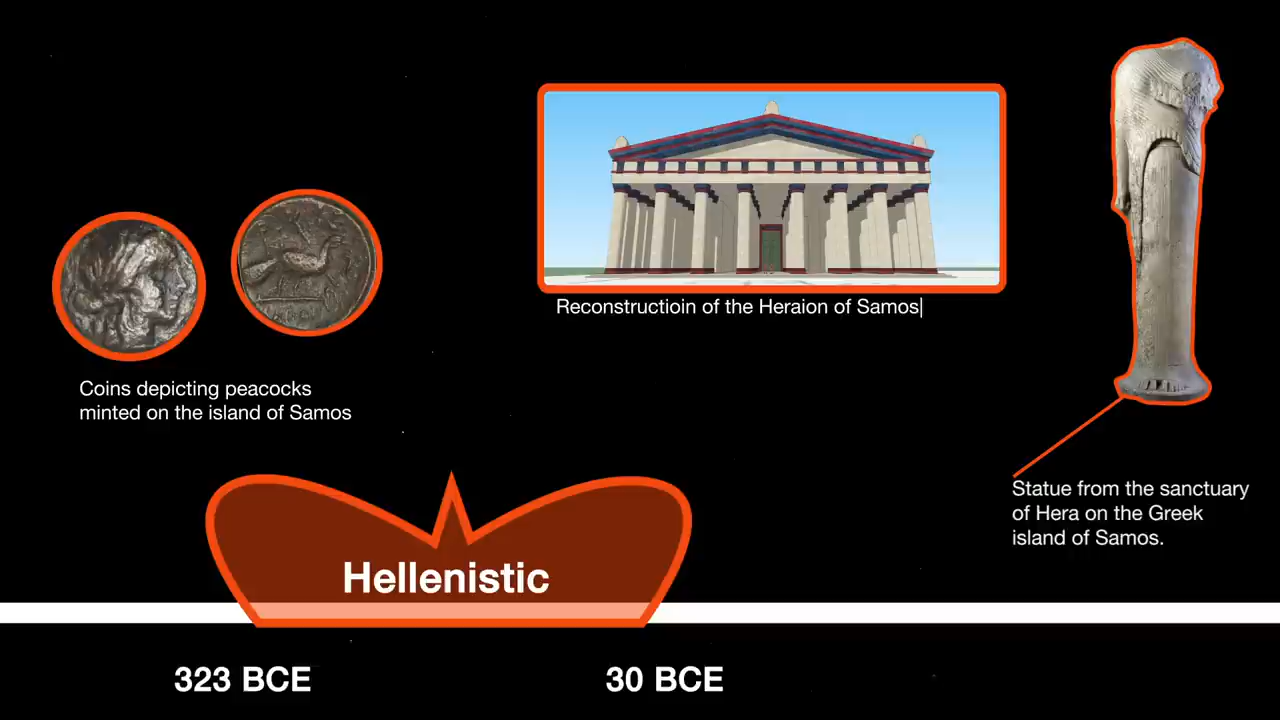 Reconstructioin of the Heraion of Samos
Coins depicting peacocks
minted on the island of Samos
Statue from the sanctuary
of Hera on the Greek
island of Samos.
Hellenistic
323 BCE
30 BCE